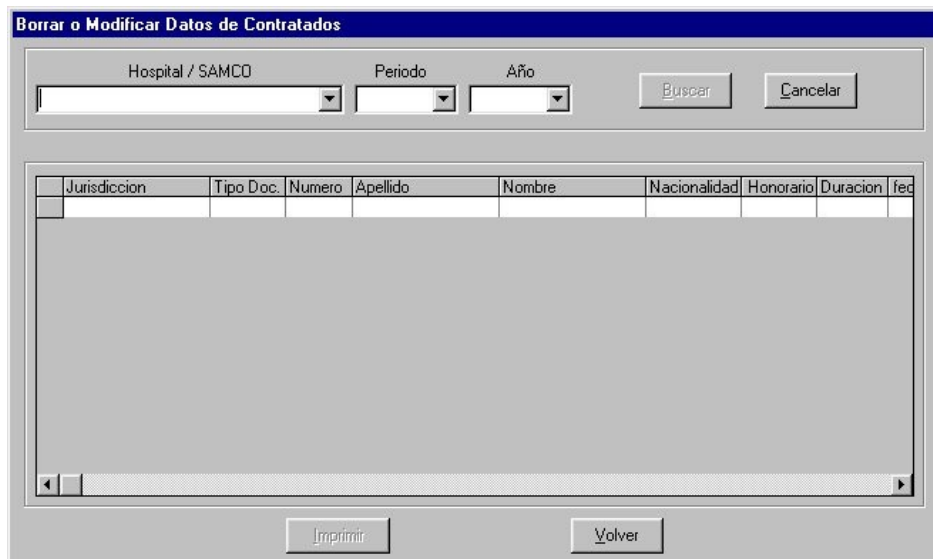 Borrar o Modificar Datos de Contratados
Hospital / SAMCO Periodo Año
Buscar Cancelar
Jurisdiccion Tipo Doc. Numero Apellido Nombre Nacionalidad Honorario Duracion fec
Imprimir Volver